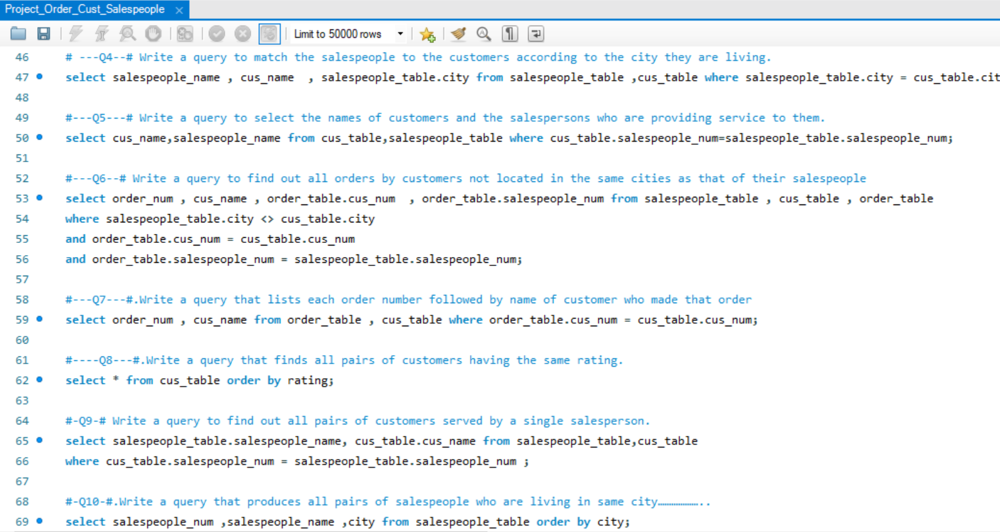 Project_Order_Cust_Salespeople
Limit to 50000 rows
46 # ---Q4--# Write a query to match the salespeople to the customers according to the city they are living.
47 select salespeople_name , cus_name  , salespeople_table.city from salespeople_table ,cus_table where salespeople_table.city = cus_table.cit
48
49 #---Q5---# Write a query to select the names of customers and the salespersons who are providing service to them.
50 select cus_name,salespeople_name from cus_table,salespeople_table where cus_table.salespeople_num=salespeople_table.salespeople_num;
51
52 #---Q6--# Write a query to find out all orders by customers not located in the same cities as that of their salespeople
53 select order_num , cus_name , order_table.cus_num  , order_table.salespeople_num from salespeople_table , cus_table , order_table
54 where salespeople_table.city <> cus_table.city
55 and order_table.cus_num = cus_table.cus_num
56 and order_table.salespeople_num = salespeople_table.salespeople_num;
57
58 #---Q7---#.Write a query that lists each order number followed by name of customer who made that order
59 select order_num , cus_name from order_table , cus_table where order_table.cus_num = cus_table.cus_num;
60
61 #----Q8---#.Write a query that finds all pairs of customers having the same rating.
62 select * from cus_table order by rating;
63
64 #-Q9-# Write a query to find out all pairs of customers served by a single salesperson.
65 select salespeople_table.salespeople_name, cus_table.cus_name from salespeople_table,cus_table
66 where cus_table.salespeople_num = salespeople_table.salespeople_num ;
67
68 #-Q10-#.Write a query that produces all pairs of salespeople who are living in same city………………..
69 select salespeople_num ,salespeople_name ,city from salespeople_table order by city;